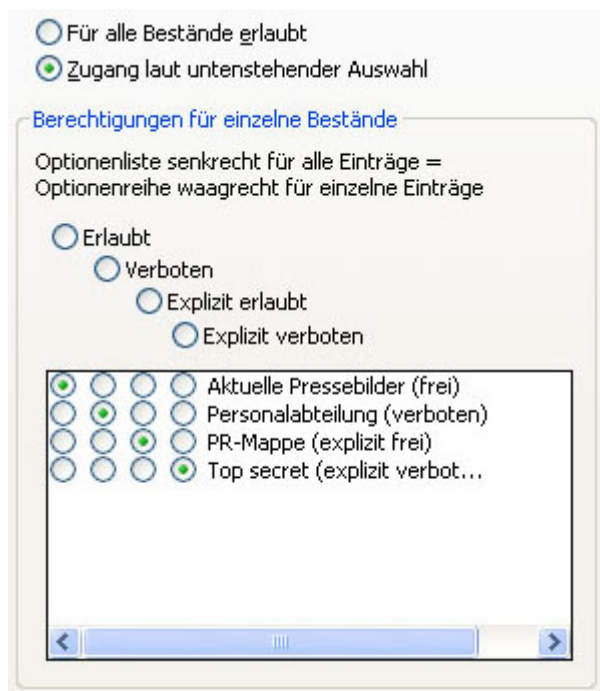 Für alle Bestände erlaubt
Zugang laut untenstehender Auswahl
Berechtigungen für einzelne Bestände
Optionenliste senkrecht für alle Einträge =
Optionenreihe waagrecht für einzelne Einträge
Erlaubt
Verboten
Explizit erlaubt
Explizit verboten
Aktuelle Pressebilder (frei)
Personalabteilung (verboten)
PR-Mappe (explizit frei)
Top secret (explizit verbot...